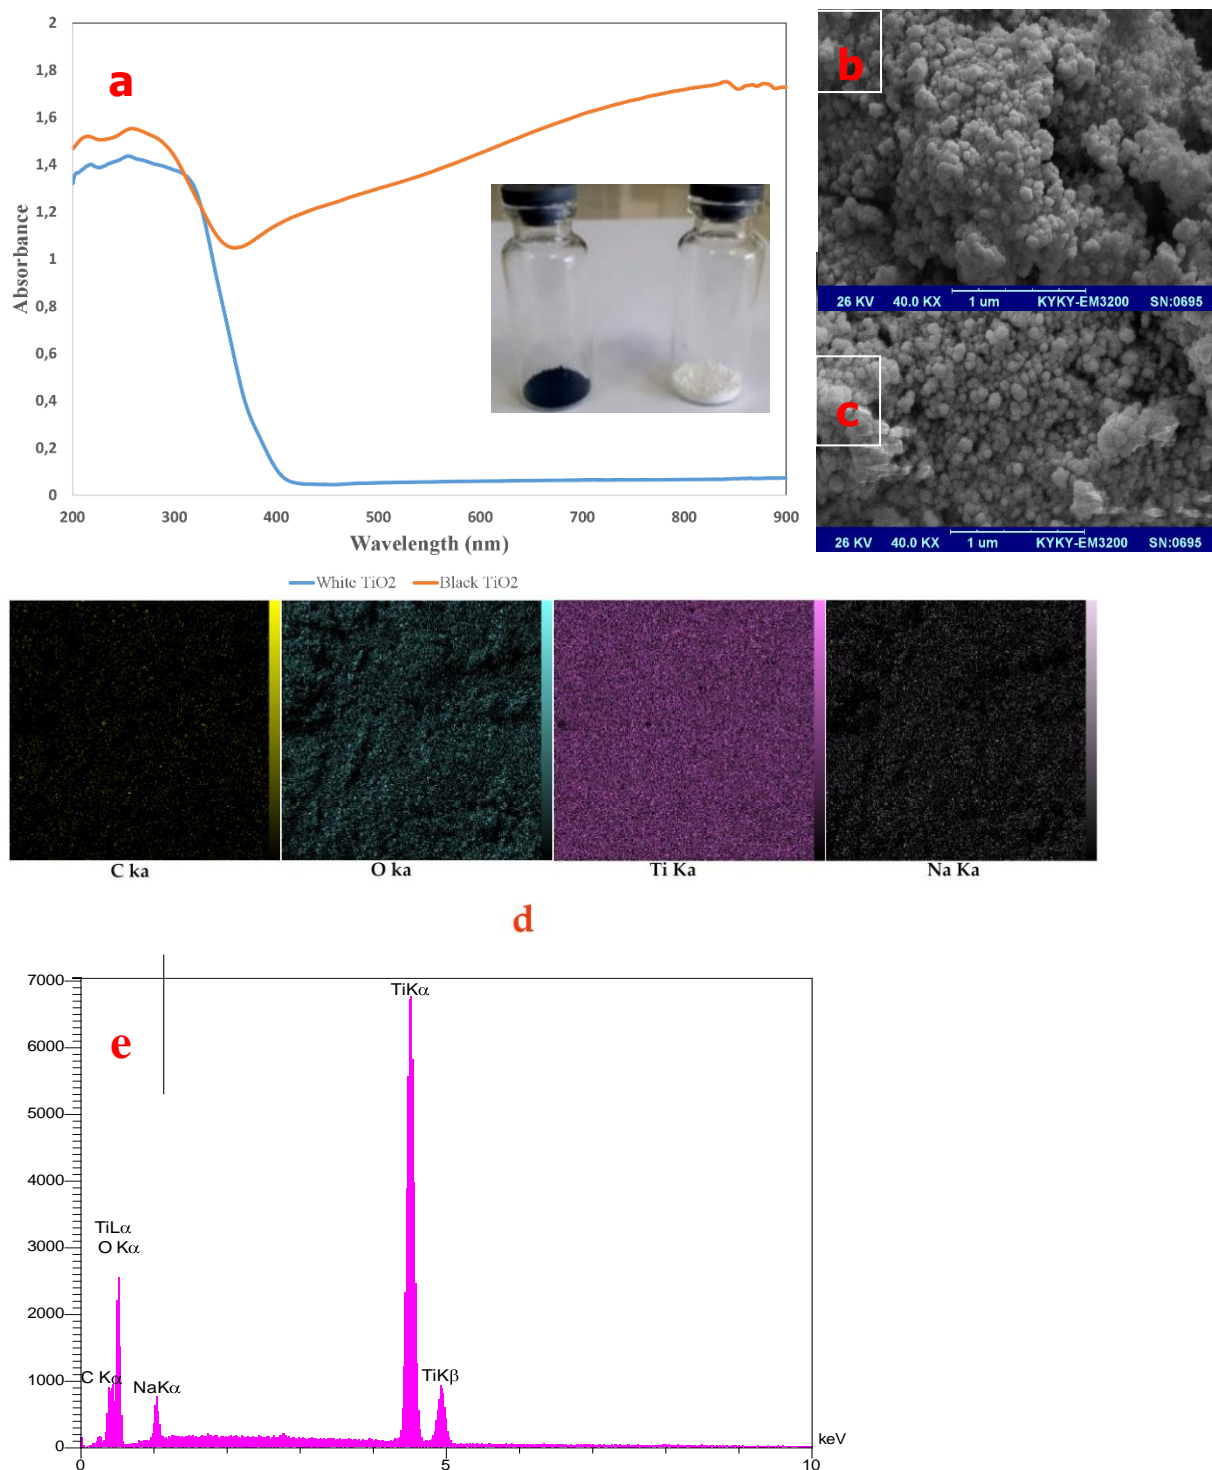 a
2
1,8
1,6
1,4
1,2
1
0,8
0,6
0,4
0,2
0
Absorbance
200 300 400 500 600 700 800 900
Wavelength (nm)
White TiO2 Black TiO2
b
26 KV 40.0 KX 1 um KYKY-EM3200 SN:0695
c
26 KV 40.0 KX 1 um KYKY-EM3200 SN:0695
C ka O ka Ti Ka Na Ka
d
e
7000
6000
5000
4000
3000
2000
1000
0
TiKα
TiLα
O Kα
C Kα
NaKα
TiKβ
keV
0 5 10